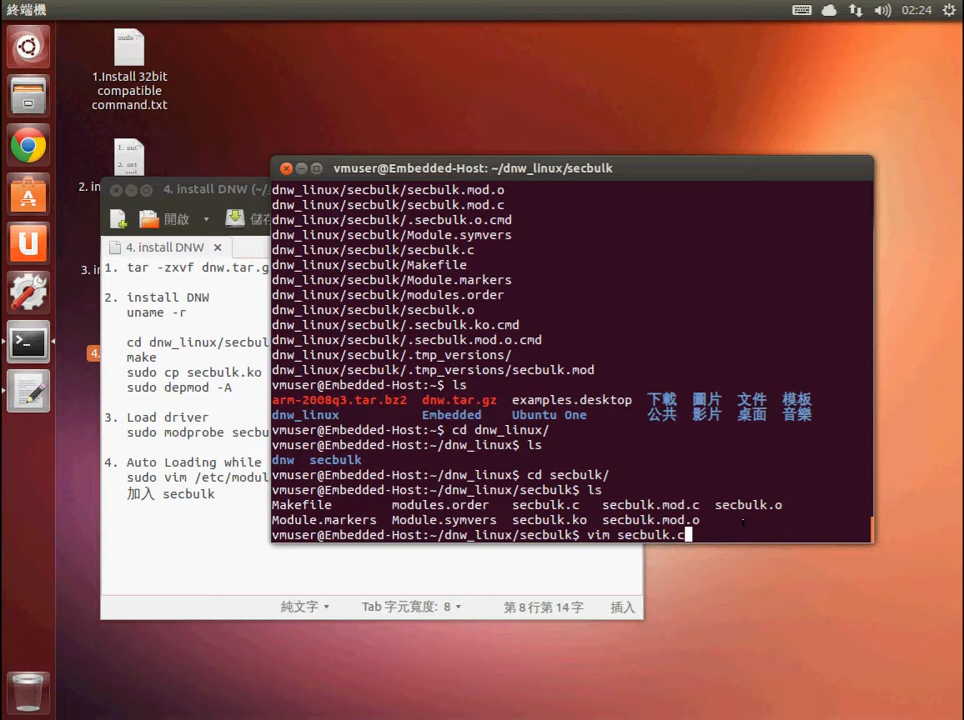 終端機
02:24
sudo
1.Install 32bit
compatible
command.txt
1. su
2. set
2. in
3. i
4.
4. install DNW (~/
開啟
儲存
4. install DNW
1. tar -zxvf dnw.tar.g
2. install DNW
uname -r
cd dnw_linux/secbul
make
sudo cp secbulk.ko
sudo depmod -A
3. Load driver
sudo modprobe secbu
4. Auto Loading while
sudo vim /etc/modul
加入 secbulk
純文字
Tab 字元寬度: 8
第 8 行第 14 字
插入
vmuser@Embedded-Host: ~/dnw_linux/secbulk
dnw_linux/secbulk/secbulk.mod.o
dnw_linux/secbulk/secbulk.mod.c
dnw_linux/secbulk/.secbulk.o.cmd
dnw_linux/secbulk/Module.symvers
dnw_linux/secbulk/secbulk.c
dnw_linux/secbulk/Makefile
dnw_linux/secbulk/Module.markers
dnw_linux/secbulk/modules.order
dnw_linux/secbulk/secbulk.o
dnw_linux/secbulk/.secbulk.ko.cmd
dnw_linux/secbulk/.secbulk.mod.o.cmd
dnw_linux/secbulk/.tmp_versions/
dnw_linux/secbulk/.tmp_versions/secbulk.mod
vmuser@Embedded-Host:~$ ls
arm-2008q3.tar.bz2 dnw.tar.gz examples.desktop 下載 圖片 文件 模板
dnw_linux Embedded Ubuntu One 公共 影片 桌面 音樂
vmuser@Embedded-Host:~$ cd dnw_linux/
vmuser@Embedded-Host:~/dnw_linux$ ls
dnw secbulk
vmuser@Embedded-Host:~/dnw_linux$ cd secbulk/
vmuser@Embedded-Host:~/dnw_linux/secbulk$ ls
Makefile modules.order secbulk.c secbulk.mod.c secbulk.o
Module.markers Module.symvers secbulk.ko secbulk.mod.o
vmuser@Embedded-Host:~/dnw_linux/secbulk$ vim secbulk.c